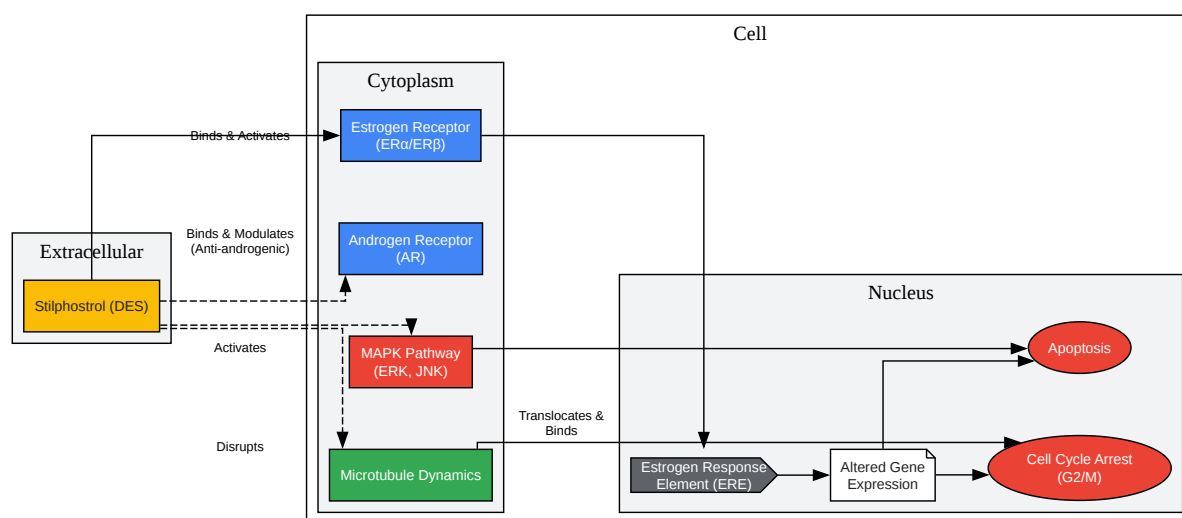 Cell
Cytoplasm
Estrogen Receptor
(ERα/ERβ)
Binds & Activates
Binds & Modulates
(Anti-androgenic)
Androgen Receptor
(AR)
Extracellular
Stilphostrol (DES)
Nucleus
Activates
MAPK Pathway
(ERK, JNK)
Apoptosis
Translocates &
Binds
Disrupts
Microtubule Dynamics
Estrogen Response
Element (ERE)
Altered Gene
Expression
Cell Cycle Arrest
(G2/M)